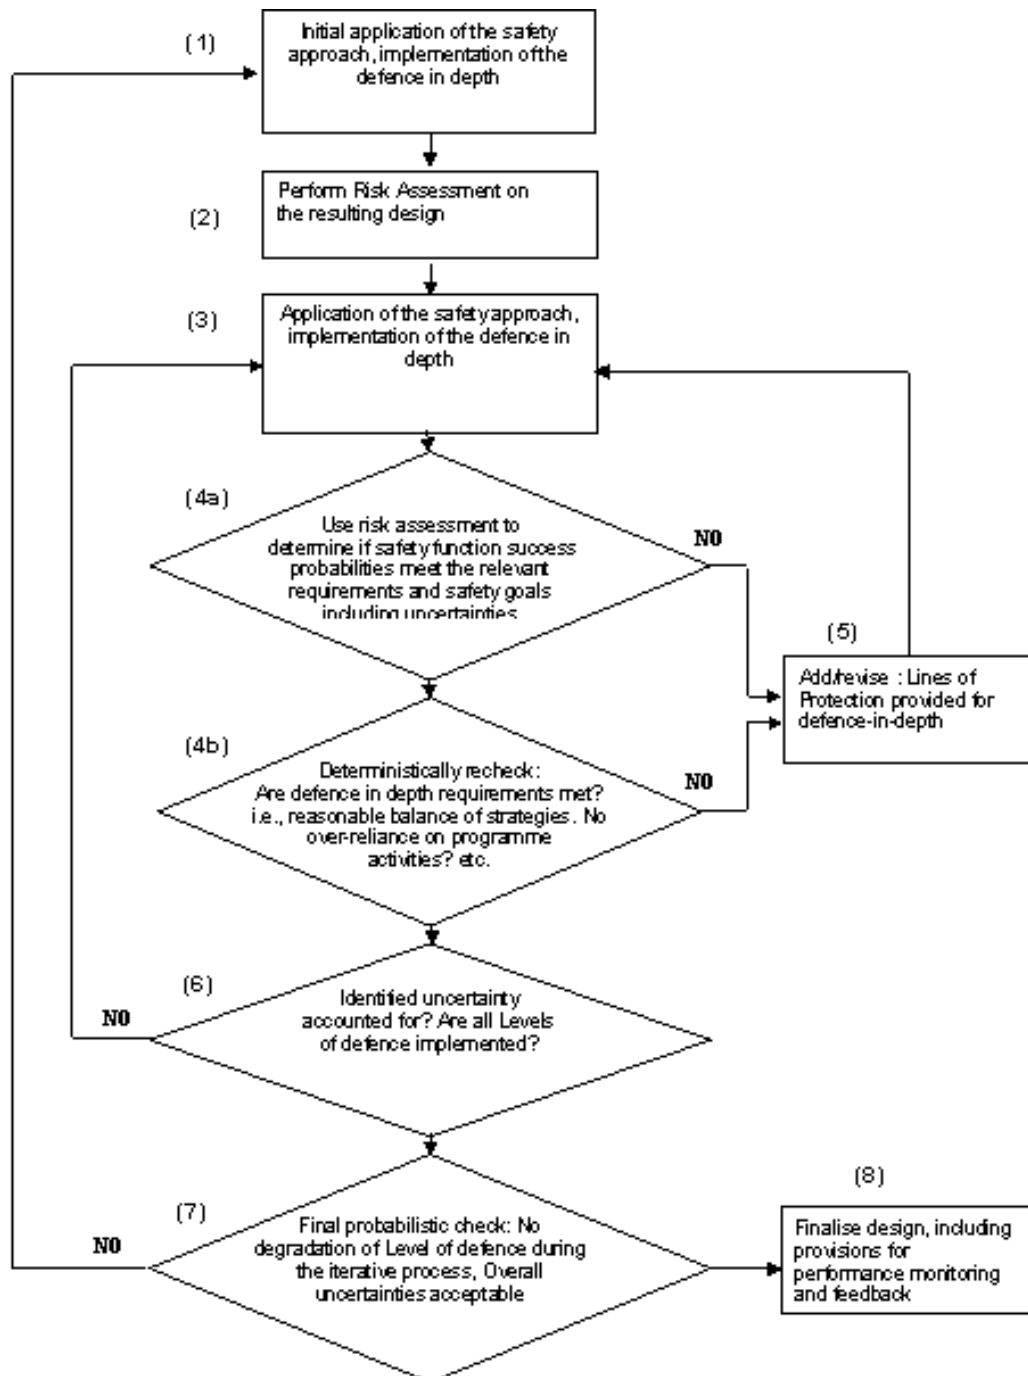 (1)
Initial application of the safety
approach, implementation of the
defence in depth
(2)
Perform Risk Assessment on
the resulting design
(3)
Application of the safety approach,
implementation of the defence in
depth
(4a)
Use risk assessment to
determine if safety function success
probabilities meet the relevant
requirements and safety goals
including uncertainties
NO
(5)
Add/revise : Lines of
Protection provided for
defence-in-depth
(4b)
Deterministically recheck :
Are defence in depth requirements met?
i.e., reasonable balance of strategies. No
over-reliance on programme
activities? etc.
NO
(6)
Identified uncertainty
accounted for? Are all Levels
of defence implemented?
NO
(7)
Final probabilistic check: No
degradation of Level of defence during
the iterative process, Overall
uncertainties acceptable
NO
(8)
Finalise design, including
provisions for
performance monitoring
and feedback